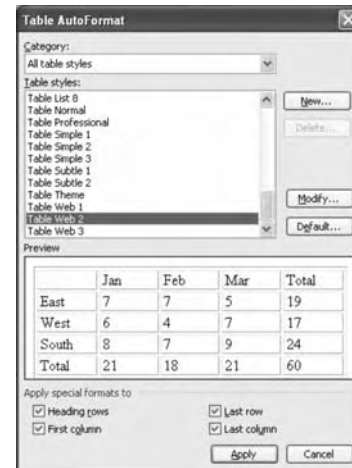 Table AutoFormat
Category:
All table styles
Table styles:
Table List 8
Table Normal
Table Professional
Table Simple 1
Table Simple 2
Table Simple 3
Table Subtle 1
Table Subtle 2
Table Theme
Table Web 1
Table Web 2
Table Web 3
New...
Delete...
Modify...
Default...
Preview
Jan Feb Mar Total
East 7 7 5 19
West 6 4 7 17
South 8 7 9 24
Total 21 18 21 60
Apply special formats to
Heading rows Last row
First column Last column
Apply Cancel